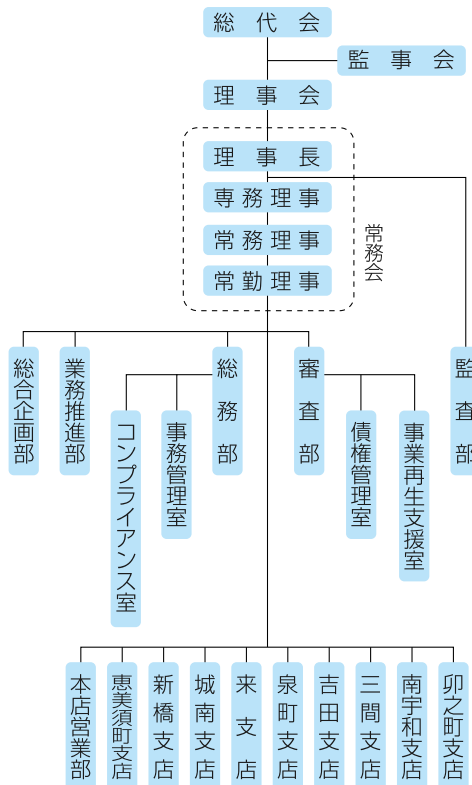 総代会
監事会
理事会
理事長
専務理事
常務理事
常勤理事
常務会
総合企画部
業務推進部
総務部
審査部
監査部
コンプライアンス室
事務管理室
債権管理室
事業再生支援室
本店営業部
恵美須町支店
新橋支店
城南支店
来支店
泉町支店
吉田支店
三間支店
南宇和支店
卯之町支店